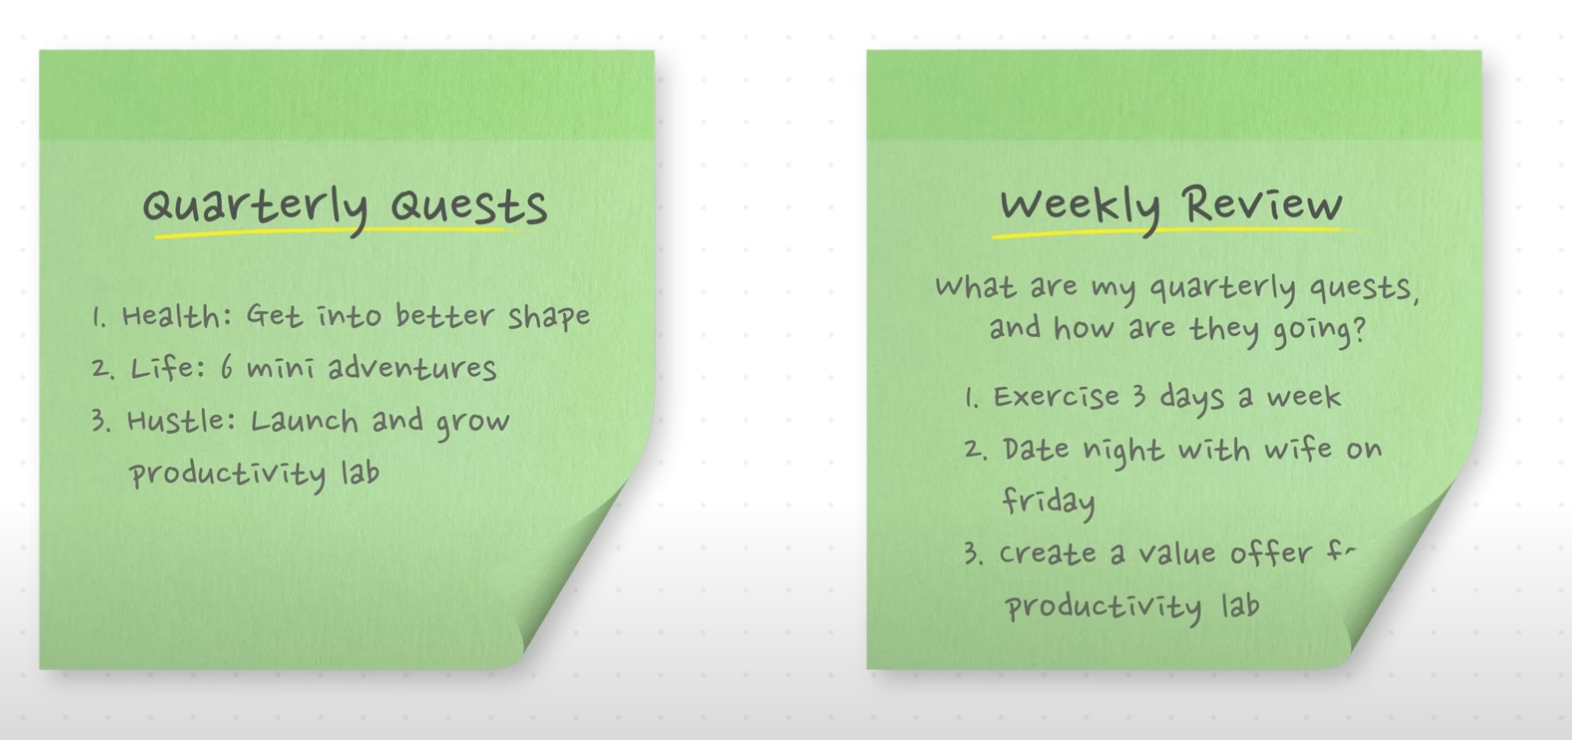 Quarterly Quests
1. Health: Get into better shape
2. Life: 6 mini adventures
3. Hustle: Launch and grow
productivity lab
Weekly Review
What are my quarterly quests,
and how are they going?
1. Exercise 3 days a week
2. Date night with wife on
friday
3. Create a value offer
productivity lab